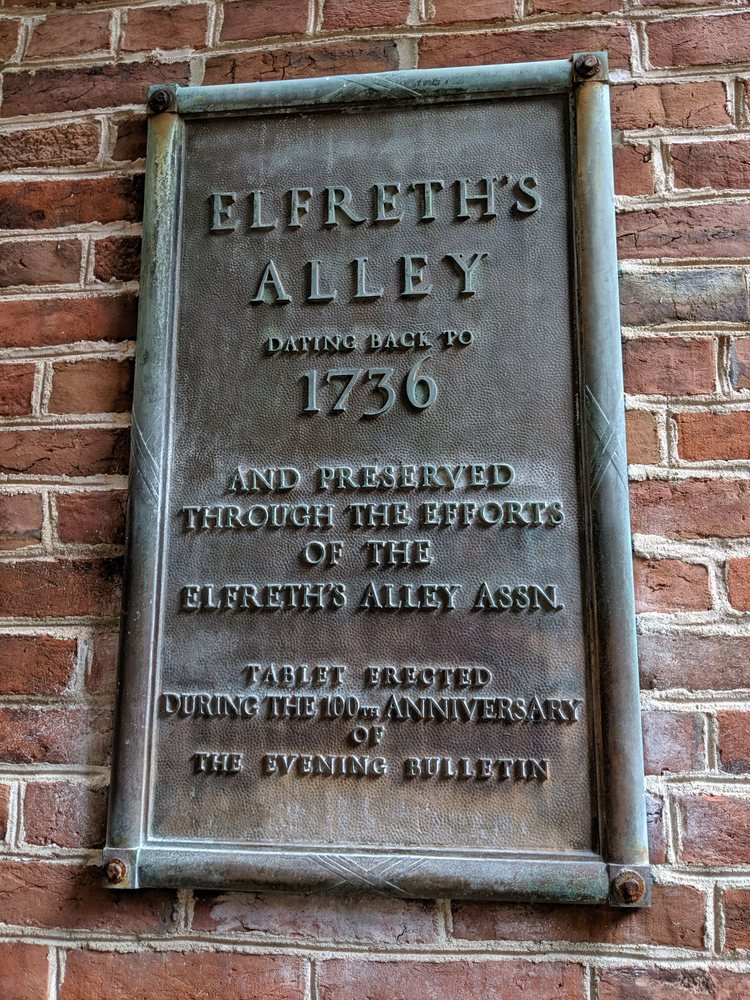 ELFRETH'S
ALLEY
DATING BACK TO
1736
AND PRESERVED
THROUGH THE EFFORTS
OF THE
ELFRETH'S ALLEY ASSN.
TABLET ERECTED
DURING THE 100TH ANNIVERSARY
OF
THE EVENING BULLETIN